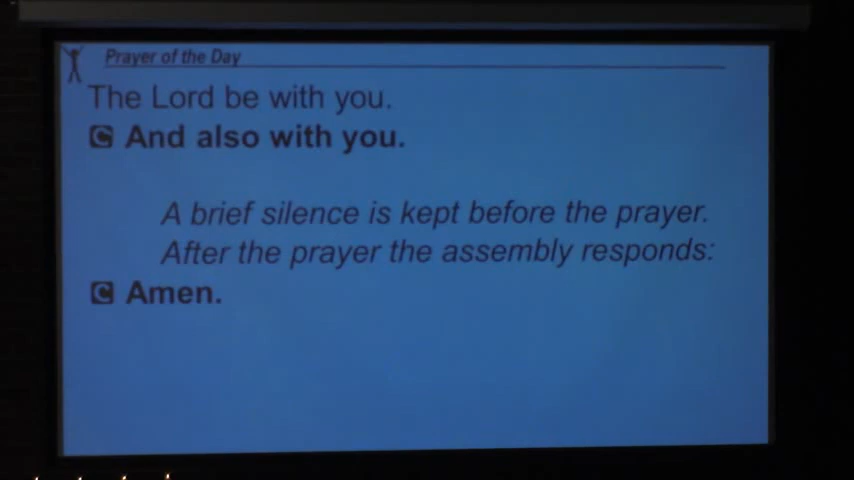 Prayer of the Day
The Lord be with you.
C And also with you.
A brief silence is kept before the prayer.
After the prayer the assembly responds:
C Amen.